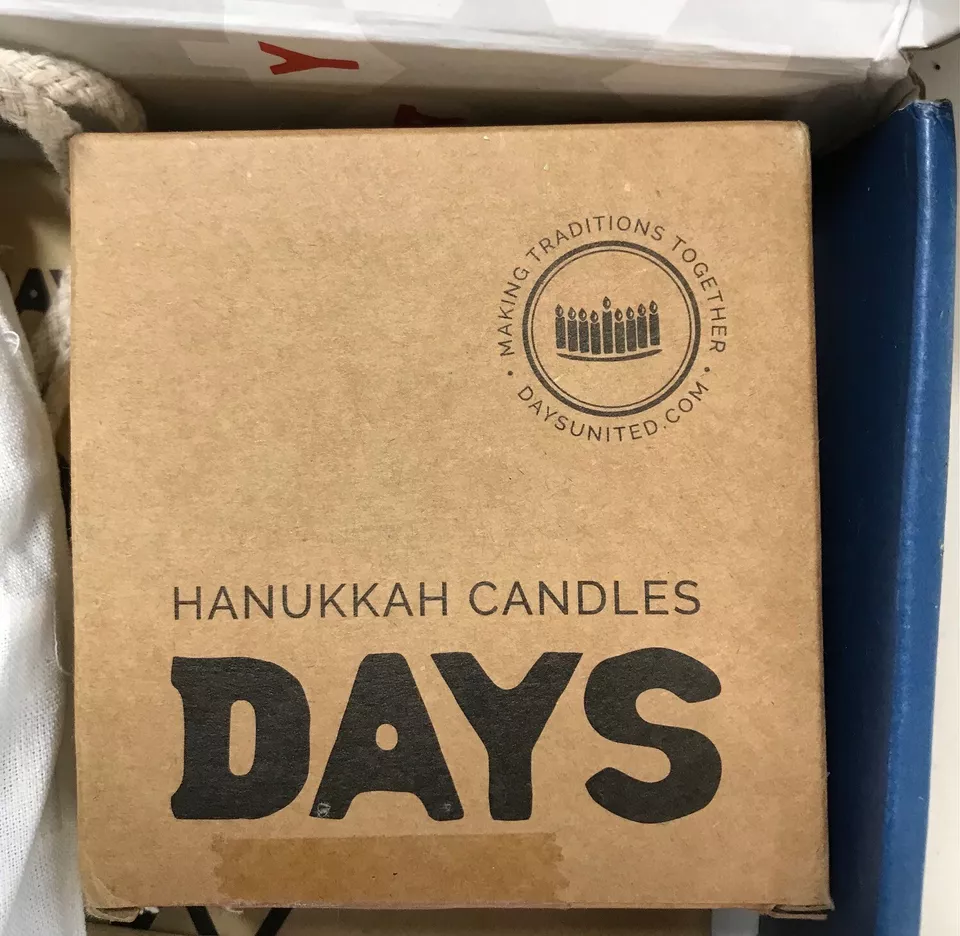 Y
MAKING TRADITIONS TOGETHER
• DAYSUNITED.COM •
HANUKKAH CANDLES
DAYS